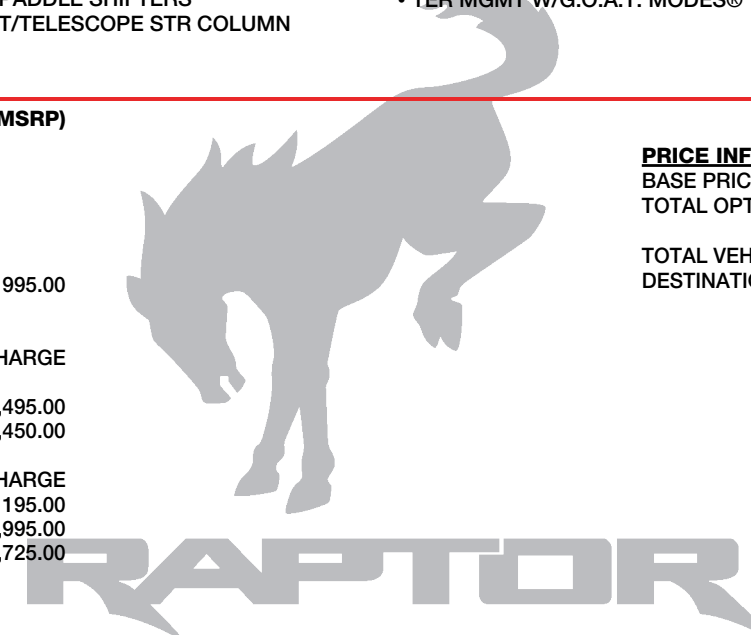 PADDLE SHIFTERS
T/TELESCOPE STR COLUMN
• TER MGMT W/G.O.A.T. MODES®
MSRP)
995.00
HARGE
,495.00
,450.00
HARGE
195.00
,995.00
,725.00
PRICE INF
BASE PRIC
TOTAL OPT
TOTAL VEH
DESTINATIO
RAPTOR